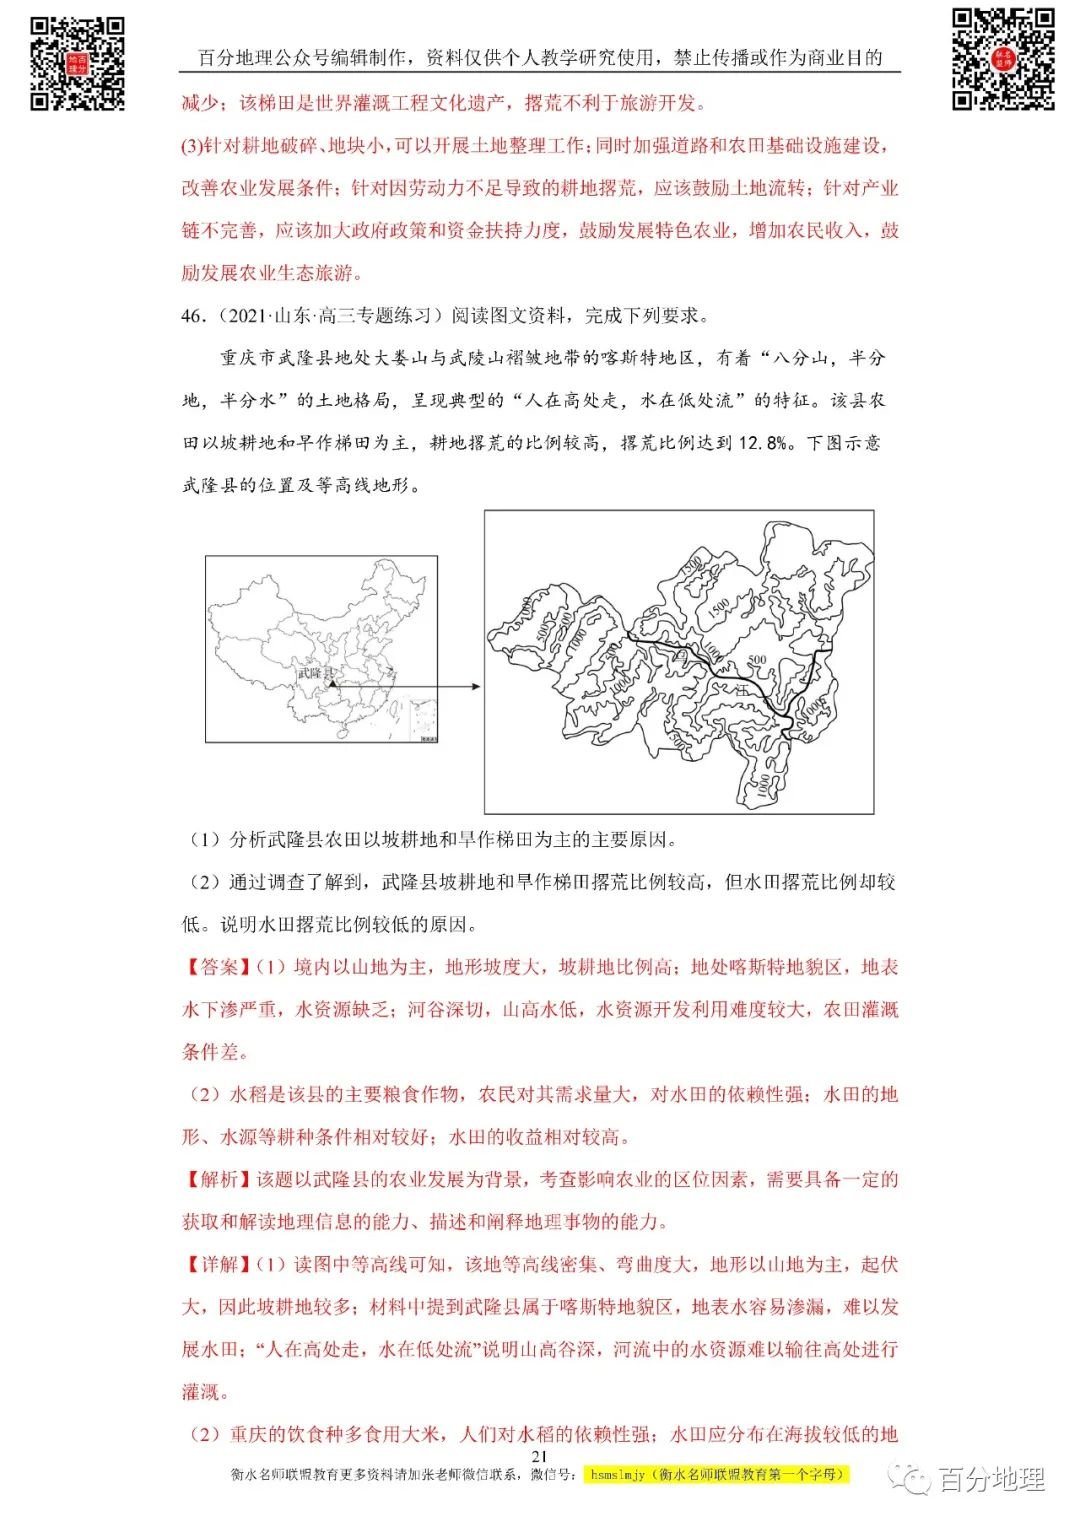 百分地理公众号编辑制作，资料仅供个人教学研究使用，禁止传播或作为商业目的
减少；该梯田是世界灌溉工程文化遗产，撂荒不利于旅游开发。
(3)针对耕地破碎、地块小，可以开展土地整理工作；同时加强道路和农田基础设施建设，
改善农业发展条件；针对因劳动力不足导致的耕地撂荒，应该鼓励土地流转；针对产业
链不完善，应该加大政府政策和资金扶持力度，鼓励发展特色农业，增加农民收入，鼓
励发展农业生态旅游。
46．（2021·山东·高三专题练习）阅读图文资料，完成下列要求。
重庆市武隆县地处大娄山与武陵山褶皱地带的喀斯特地区，有着“八分山，半分
地，半分水”的土地格局，呈现典型的“人在高处走，水在低处流”的特征。该县农
田以坡耕地和旱作梯田为主，耕地撂荒的比例较高，撂荒比例达到 12.8%。下图示意
武隆县的位置及等高线地形。
武隆县
1500
1500
1000
500
500
1000
500
1000
500
1000
乌
江
1000
500
1000
（1）分析武隆县农田以坡耕地和旱作梯田为主的主要原因。
（2）通过调查了解到，武隆县坡耕地和旱作梯田撂荒比例较高，但水田撂荒比例却较
低。说明水田撂荒比例较低的原因。
【答案】（1）境内以山地为主，地形坡度大，坡耕地比例高；地处喀斯特地貌区，地表
水下渗严重，水资源缺乏；河谷深切，山高水低，水资源开发利用难度较大，农田灌溉
条件差。
（2）水稻是该县的主要粮食作物，农民对其需求量大，对水田的依赖性强；水田的地
形、水源等耕种条件相对较好；水田的收益相对较高。
【解析】该题以武隆县的农业发展为背景，考查影响农业的区位因素，需要具备一定的
获取和解读地理信息的能力、描述和阐释地理事物的能力。
【详解】（1）读图中等高线可知，该地等高线密集、弯曲度大，地形以山地为主，起伏
大，因此坡耕地较多；材料中提到武隆县属于喀斯特地貌区，地表水容易渗漏，难以发
展水田；“人在高处走，水在低处流”说明山高谷深，河流中的水资源难以输往高处进行
灌溉。
（2）重庆的饮食种多食用大米，人们对水稻的依赖性强；水田应分布在海拔较低的地
21
衡水名师联盟教育更多资料请加张老师微信联系，微信号： hsmslmjy（衡水名师联盟教育第一个字母）
百分地理